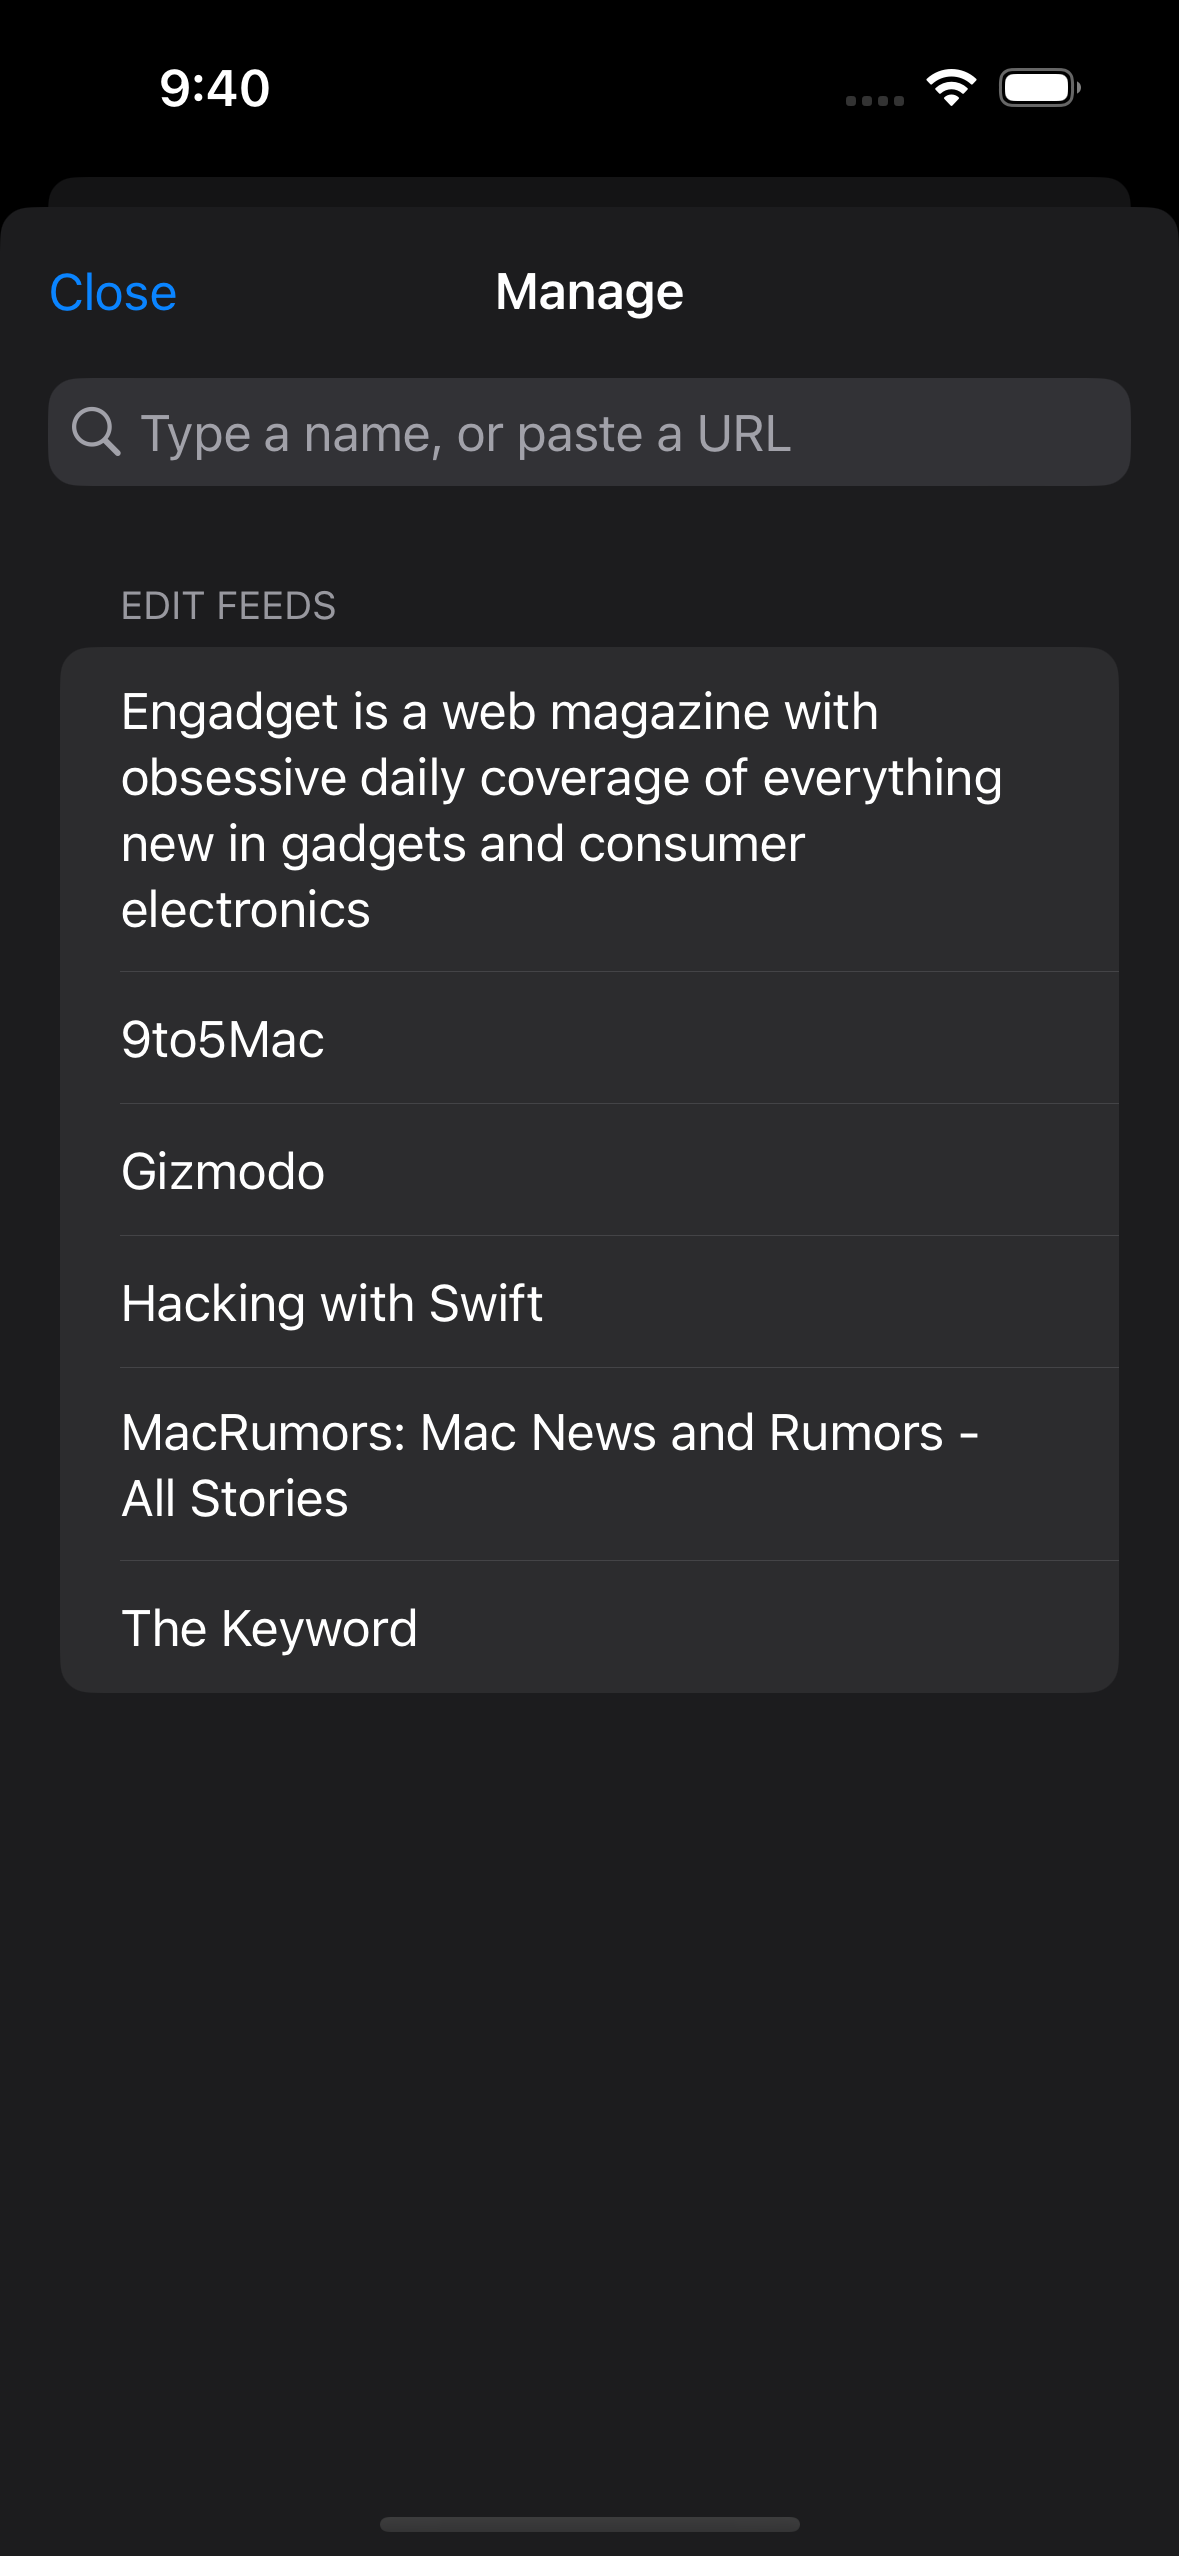 9:40
Close
Manage
Type a name, or paste a URL
EDIT FEEDS
Engadget is a web magazine with
obsessive daily coverage of everything
new in gadgets and consumer
electronics
9to5Mac
Gizmodo
Hacking with Swift
MacRumors: Mac News and Rumors -
All Stories
The Keyword